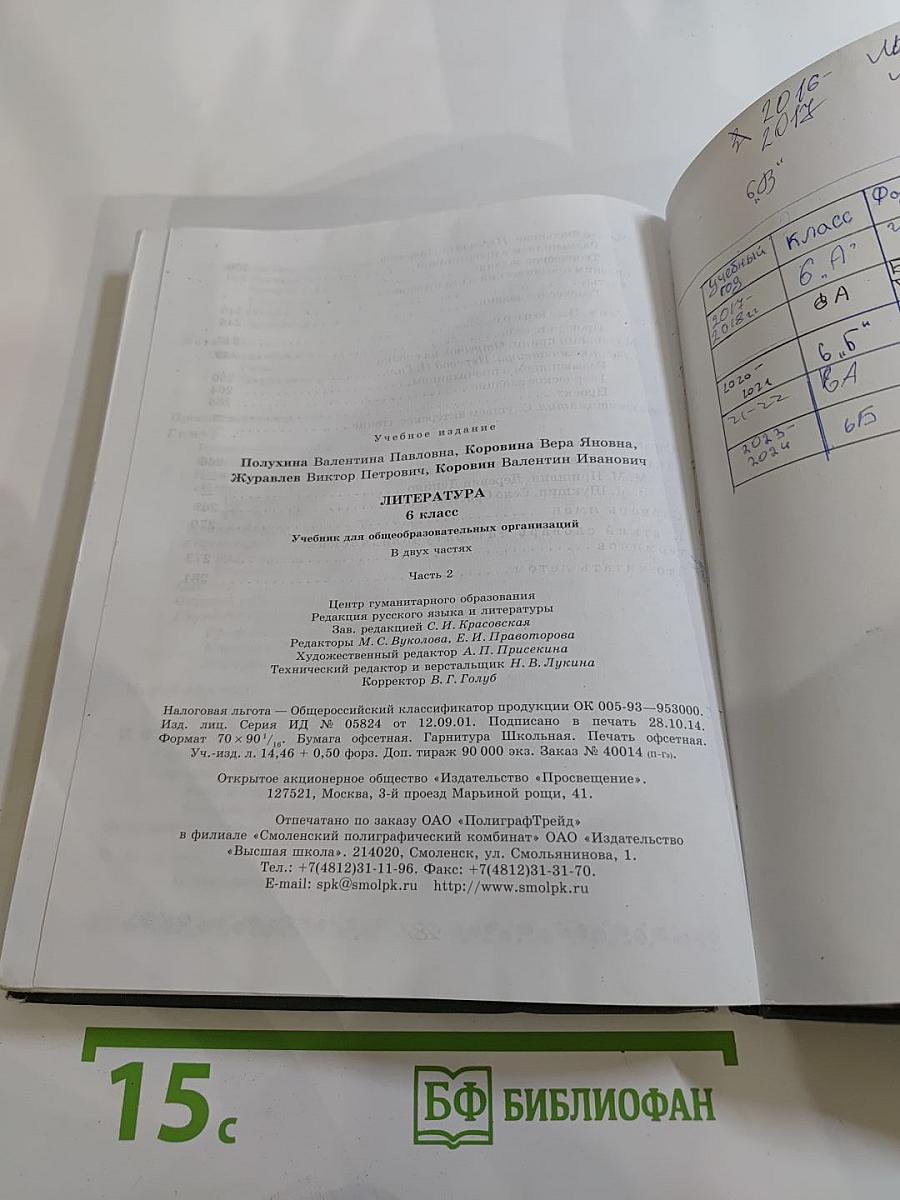 Учебное издание
Полухина Валентина Павловна, Коровина Вера Яновна,
Журавлев Виктор Петрович, Коровин Валентин Иванович
ЛИТЕРАТУРА
6 класс
Учебник для общеобразовательных организаций
В двух частях
Часть 2
Центр гуманитарного образования
Редакция русского языка и литературы
Зав. редакцией С. И. Красовская
Редакторы М. С. Вуколова, Е. И. Правоторова
Художественный редактор А. П. Присекина
Технический редактор и верстальщик Н. В. Лукина
Корректор В. Г. Голуб
Налоговая льгота — Общероссийский классификатор продукции ОК 005-93—953000.
Изд. лиц. Серия ИД № 05824 от 12.09.01. Подписано в печать 28.10.14.
Формат 70 × 90 1/16. Бумага офсетная. Гарнитура Школьная. Печать офсетная.
Уч.-изд. л. 14,46 + 0,50 форз. Доп. тираж 90 000 экз. Заказ № 40014 (п-гз).
Открытое акционерное общество «Издательство «Просвещение».
127521, Москва, 3-й проезд Марьиной рощи, 41.
Отпечатано по заказу ОАО «ПолиграфТрейд»
в филиале «Смоленский полиграфический комбинат» ОАО «Издательство
«Высшая школа». 214020, Смоленск, ул. Смольянинова, 1.
Тел.: +7(4812)31-11-96. Факс: +7(4812)31-31-70.
E-mail: spk@smolpk.ru http://www.smolpk.ru
2016-
2017
6„В"
Учебный год Класс
2017-2018 гг 6 „А"
6А
2020-2021 6 „Б"
21-22 6А
2023-2024 6Б
15 с
БФ БИБЛИОФАН